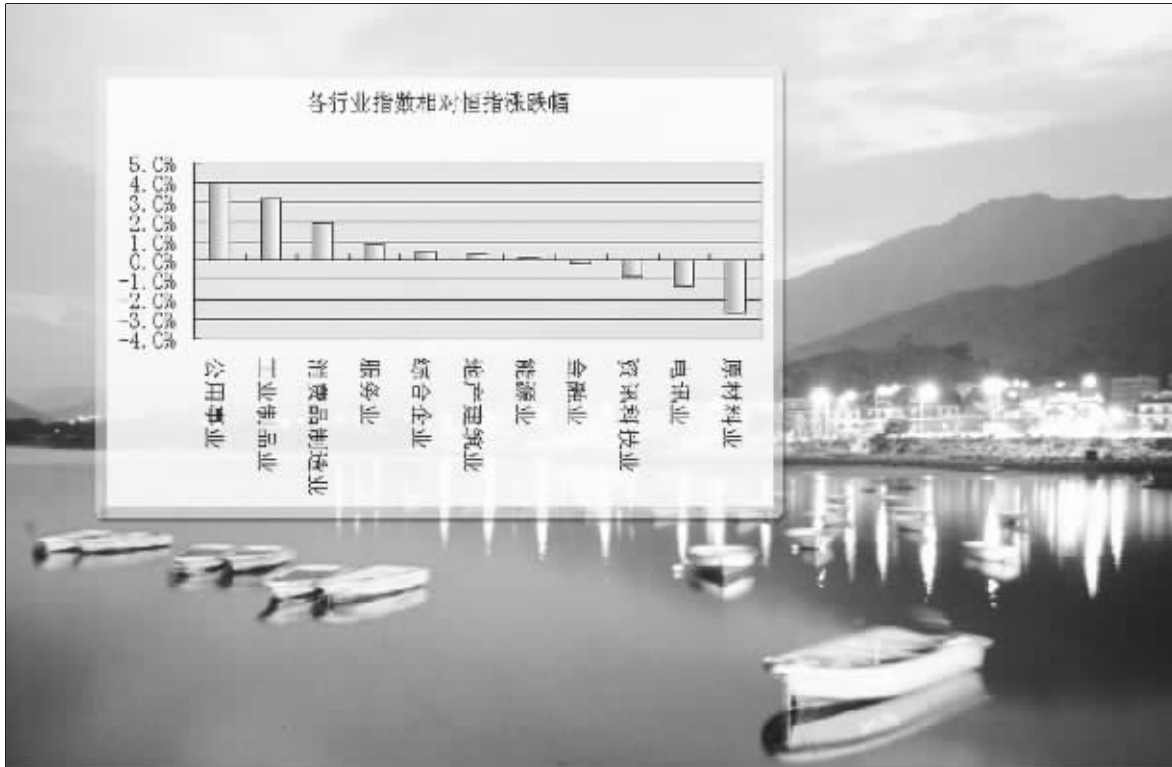 各行业指数相对恒指涨跌幅
5.0%
4.0%
3.0%
2.0%
1.0%
0.0%
-1.0%
-2.0%
-3.0%
-4.0%
公用事业
工业制品业
消费品制造业
服务业
综合企业
地产建筑业
能源业
金融业
资讯科技业
电讯业
原材料业